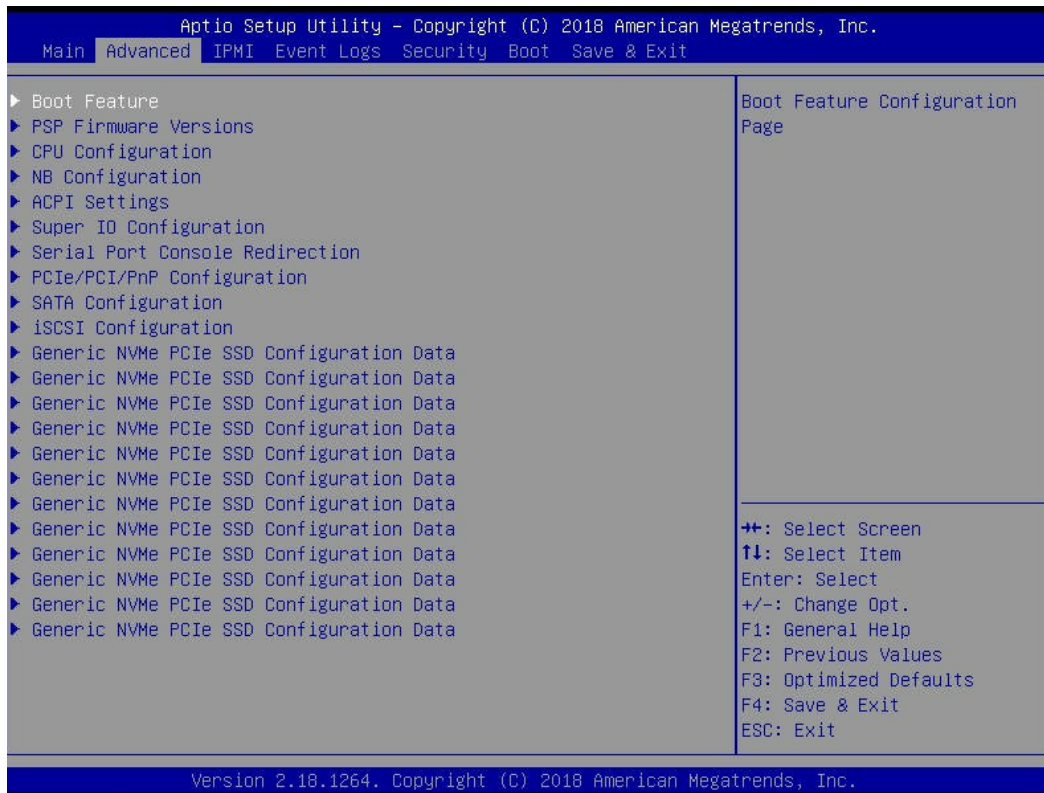 Aptio Setup Utility – Copyright (C) 2018 American Megatrends, Inc.
Main Advanced IPMI Event Logs Security Boot Save & Exit
▶ Boot Feature
▶ PSP Firmware Versions
▶ CPU Configuration
▶ NB Configuration
▶ ACPI Settings
▶ Super IO Configuration
▶ Serial Port Console Redirection
▶ PCIe/PCI/PnP Configuration
▶ SATA Configuration
▶ iSCSI Configuration
▶ Generic NVMe PCIe SSD Configuration Data
▶ Generic NVMe PCIe SSD Configuration Data
▶ Generic NVMe PCIe SSD Configuration Data
▶ Generic NVMe PCIe SSD Configuration Data
▶ Generic NVMe PCIe SSD Configuration Data
▶ Generic NVMe PCIe SSD Configuration Data
▶ Generic NVMe PCIe SSD Configuration Data
▶ Generic NVMe PCIe SSD Configuration Data
▶ Generic NVMe PCIe SSD Configuration Data
▶ Generic NVMe PCIe SSD Configuration Data
▶ Generic NVMe PCIe SSD Configuration Data
▶ Generic NVMe PCIe SSD Configuration Data
Boot Feature Configuration
Page
→←: Select Screen
↑↓: Select Item
Enter: Select
+/-: Change Opt.
F1: General Help
F2: Previous Values
F3: Optimized Defaults
F4: Save & Exit
ESC: Exit
Version 2.18.1264. Copyright (C) 2018 American Megatrends, Inc.